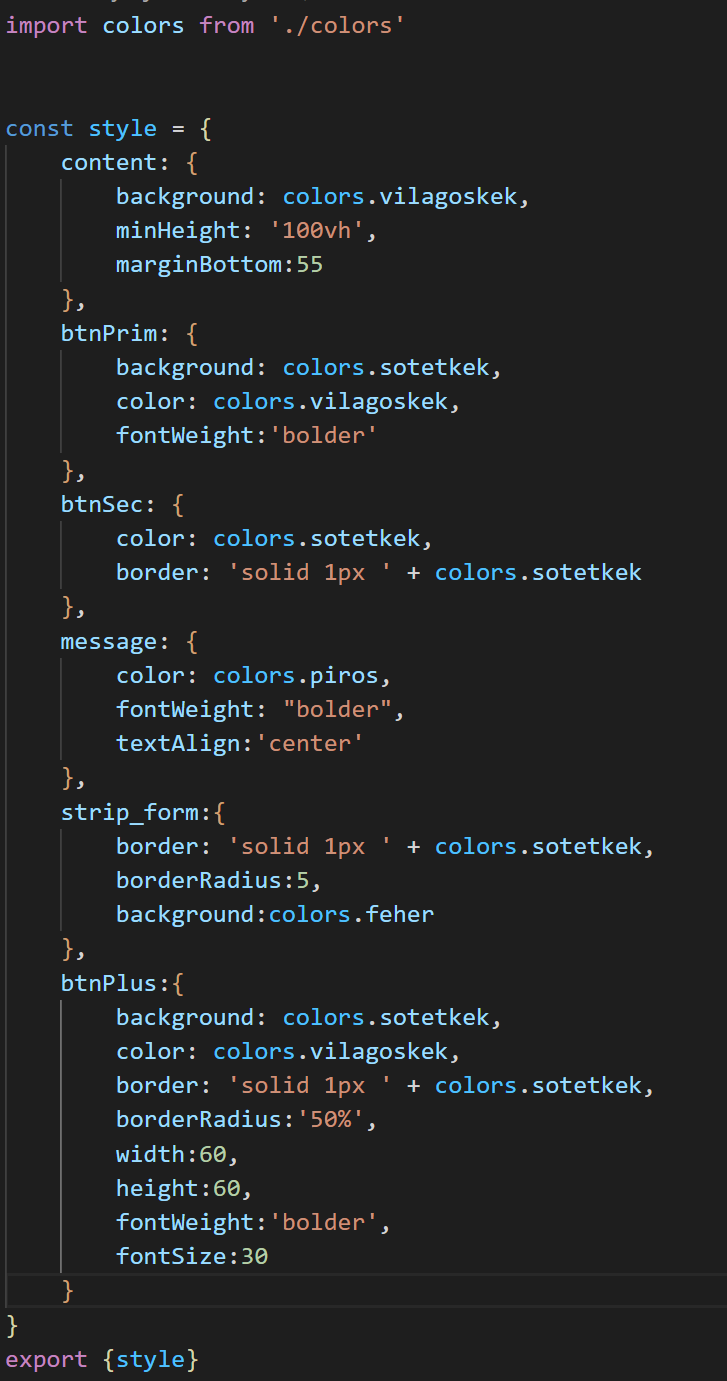 import colors from './colors'
const style = {
    content: {
        background: colors.vilagoskek,
        minHeight: '100vh',
        marginBottom:55
    },
    btnPrim: {
        background: colors.sotetkek,
        color: colors.vilagoskek,
        fontWeight:'bolder'
    },
    btnSec: {
        color: colors.sotetkek,
        border: 'solid 1px ' + colors.sotetkek
    },
    message: {
        color: colors.piros,
        fontWeight: "bolder",
        textAlign:'center'
    },
    strip_form:{
        border: 'solid 1px ' + colors.sotetkek,
        borderRadius:5,
        background:colors.feher
    },
    btnPlus:{
        background: colors.sotetkek,
        color: colors.vilagoskek,
        border: 'solid 1px ' + colors.sotetkek,
        borderRadius:'50%',
        width:60,
        height:60,
        fontWeight:'bolder',
        fontSize:30
    }
}
export {style}